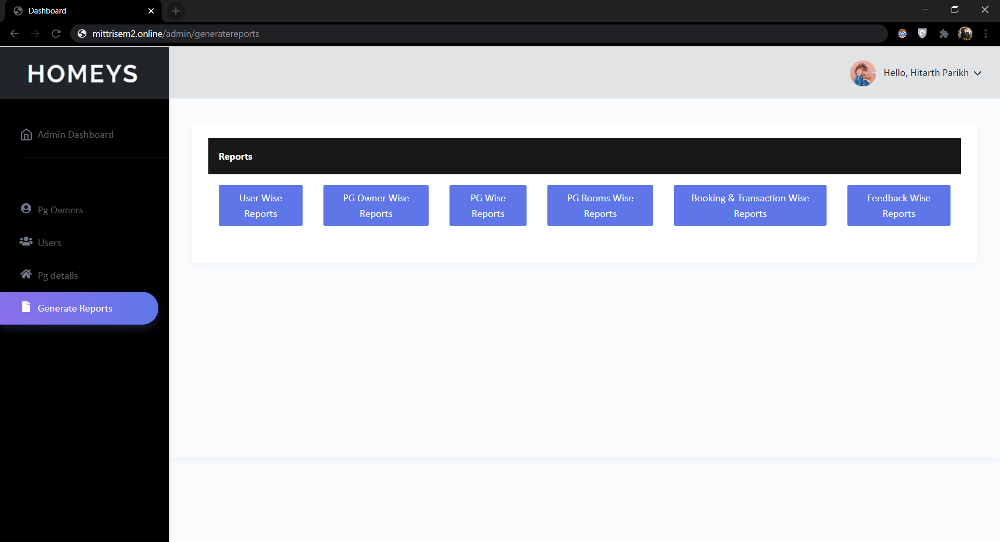 Dashboard
mittrisem2.online/admin/generatereports
HOMEYS
Hello, Hitarth Parikh
Admin Dashboard
Pg Owners
Users
Pg details
Generate Reports
Reports
User Wise
Reports
PG Owner Wise
Reports
PG Wise
Reports
PG Rooms Wise
Reports
Booking & Transaction Wise
Reports
Feedback Wise
Reports